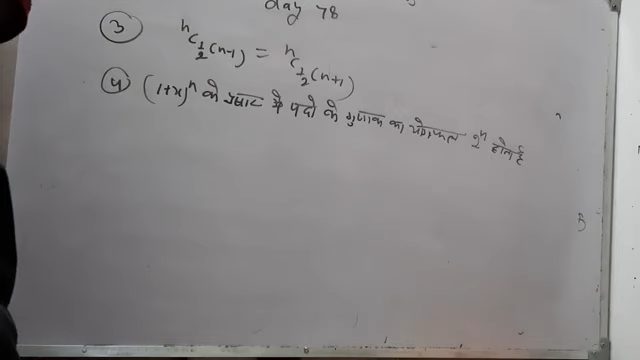 day 78
③ ⁿC½(n-1) = ⁿC½(n+1)
④ (1+x)ⁿ के प्रसार मे पदो के गुणांक का योगफल 2ⁿ होता है